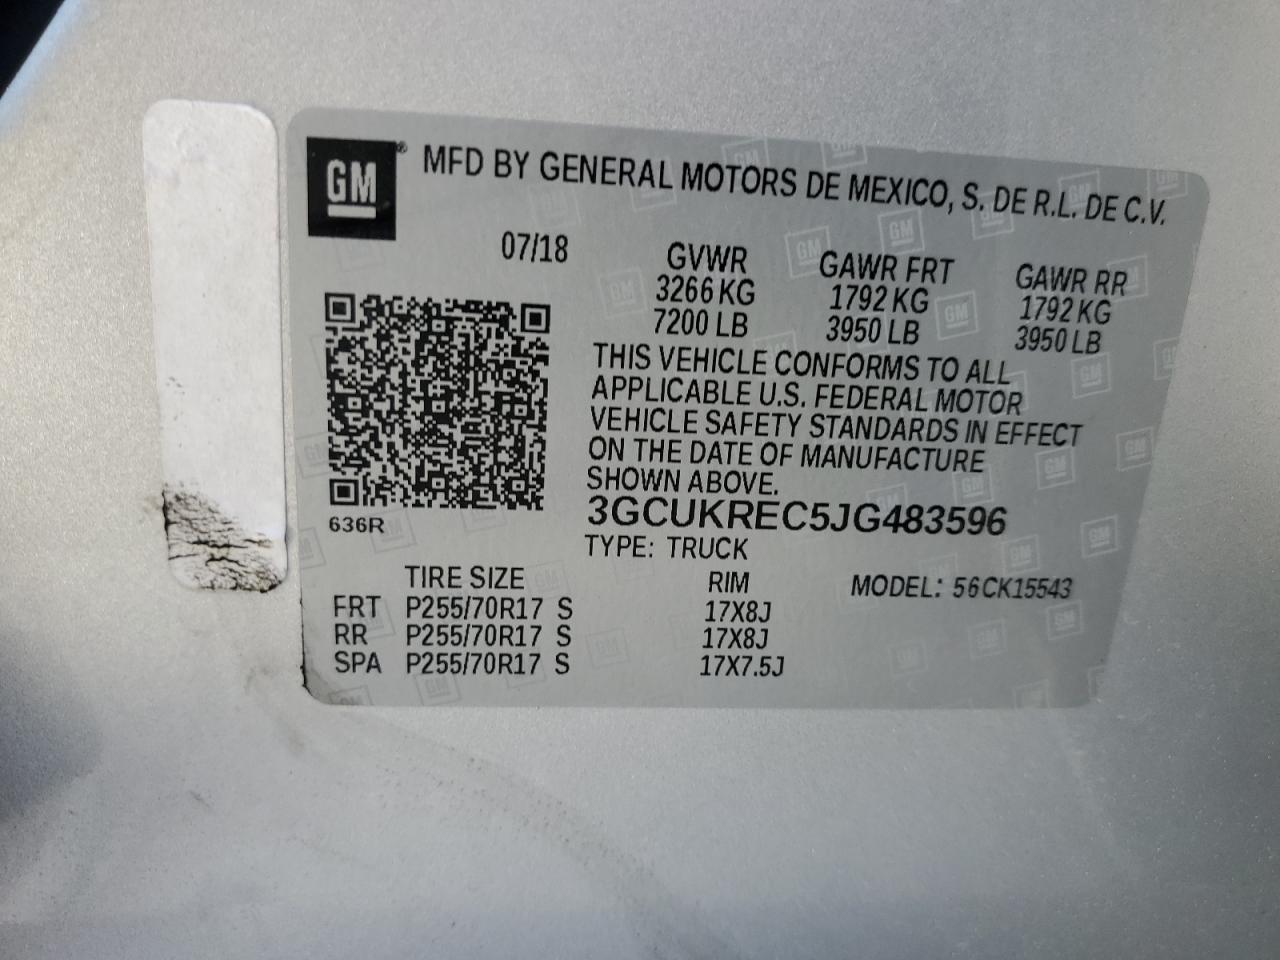 GM® MFD BY GENERAL MOTORS DE MEXICO, S. DE R.L. DE C.V.
07/18 GVWR GAWR FRT GAWR RR
3266 KG 1792 KG 1792 KG
7200 LB 3950 LB 3950 LB
THIS VEHICLE CONFORMS TO ALL
APPLICABLE U.S. FEDERAL MOTOR
VEHICLE SAFETY STANDARDS IN EFFECT
ON THE DATE OF MANUFACTURE
SHOWN ABOVE.
636R 3GCUKREC5JG483596
TYPE: TRUCK
TIRE SIZE RIM MODEL: 56CK15543
FRT P255/70R17 S 17X8J
RR P255/70R17 S 17X8J
SPA P255/70R17 S 17X7.5J